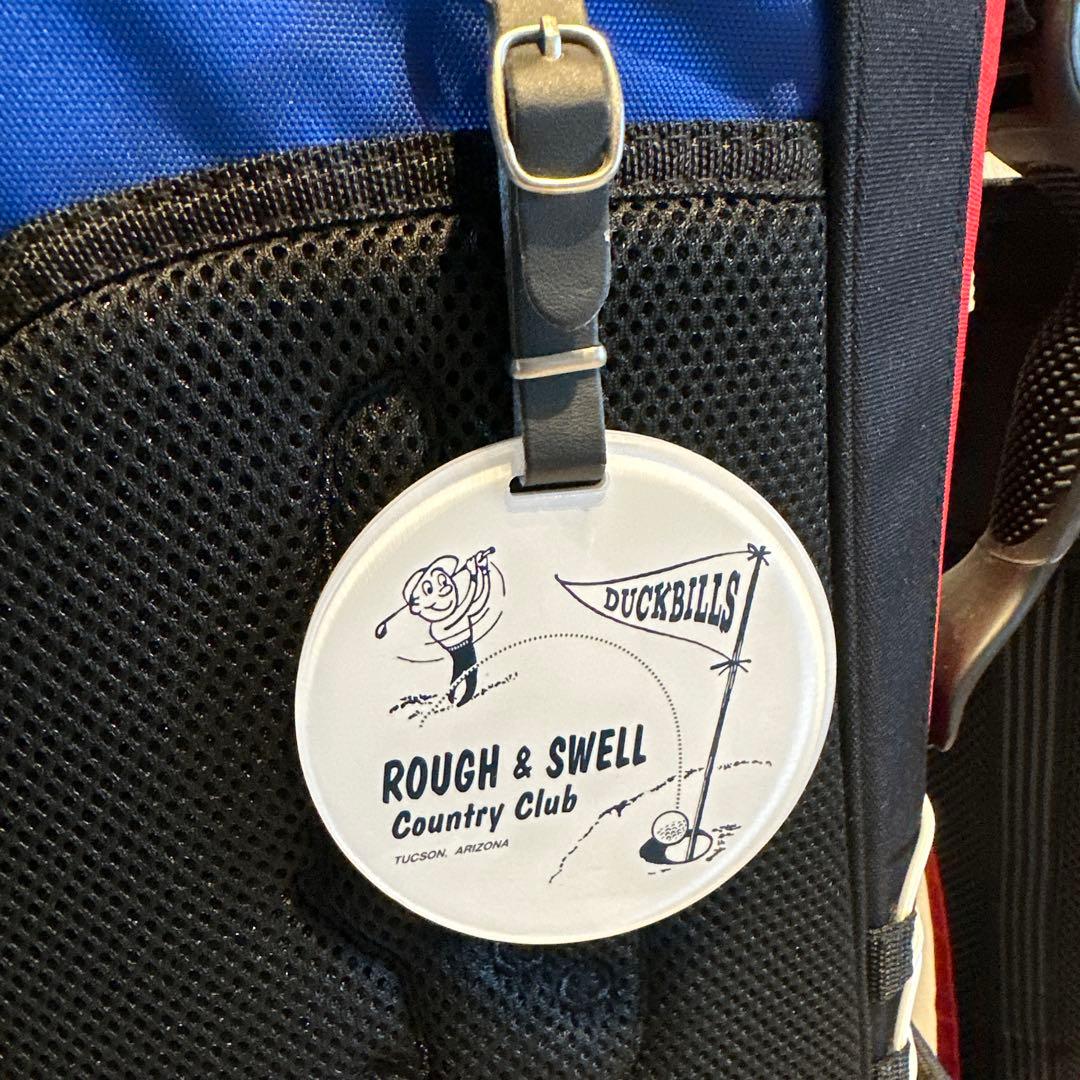 DUCKBILLS
ROUGH & SWELL
Country Club
TUCSON, ARIZONA